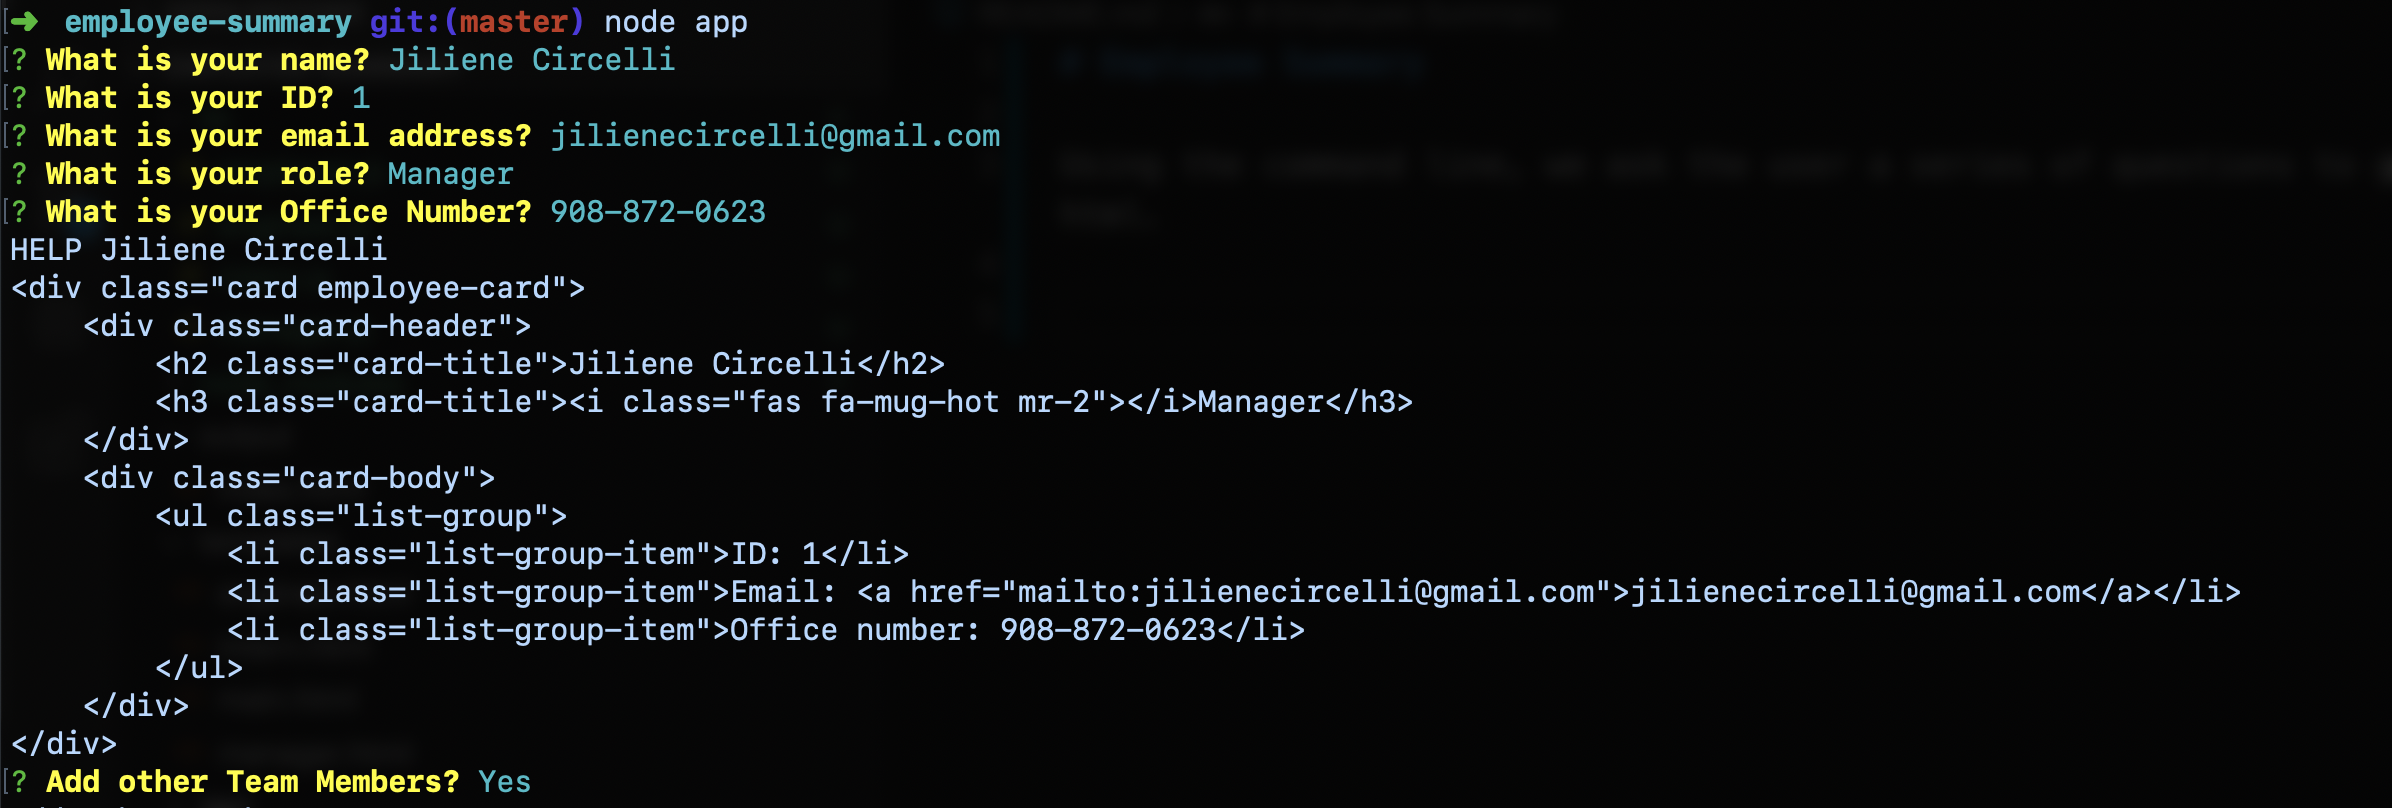 ➜  employee-summary git:(master) node app
? What is your name? Jiliene Circelli
? What is your ID? 1
? What is your email address? jilienecircelli@gmail.com
? What is your role? Manager
? What is your Office Number? 908-872-0623
HELP Jiliene Circelli
<div class="card employee-card">
    <div class="card-header">
        <h2 class="card-title">Jiliene Circelli</h2>
        <h3 class="card-title"><i class="fas fa-mug-hot mr-2"></i>Manager</h3>
    </div>
    <div class="card-body">
        <ul class="list-group">
            <li class="list-group-item">ID: 1</li>
            <li class="list-group-item">Email: <a href="mailto:jilienecircelli@gmail.com">jilienecircelli@gmail.com</a></li>
            <li class="list-group-item">Office number: 908-872-0623</li>
        </ul>
    </div>
</div>
? Add other Team Members? Yes